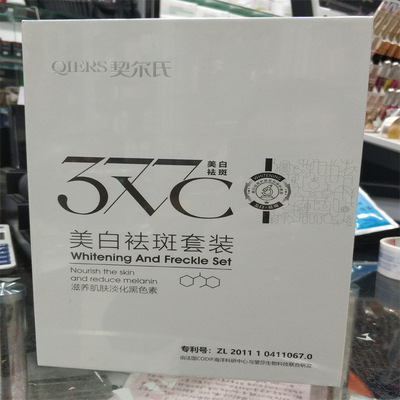 QIERS 契尔氏
377
VC
美白
祛斑
WHITENING
美白祛斑套装
Whitening And Freckle Set
Nourish the skin
and reduce melanin
滋养肌肤淡化黑色素
专利号：ZL 2011 1 0411067.0